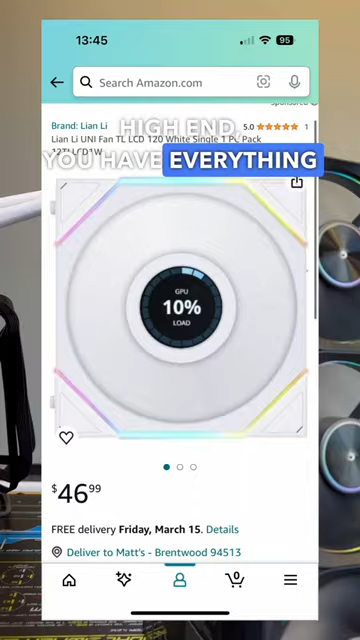 13:45
95
Search Amazon.com
Sponsored
Brand: Lian Li
5.0
1
Lian Li UNI Fan TL LCD 120 White Single 1 Pc Pack
12TLLCD1W
HIGH END,
YOU HAVE EVERYTHING
GPU
10%
LOAD
$46 99
FREE delivery Friday, March 15. Details
Deliver to Matt's - Brentwood 94513
0